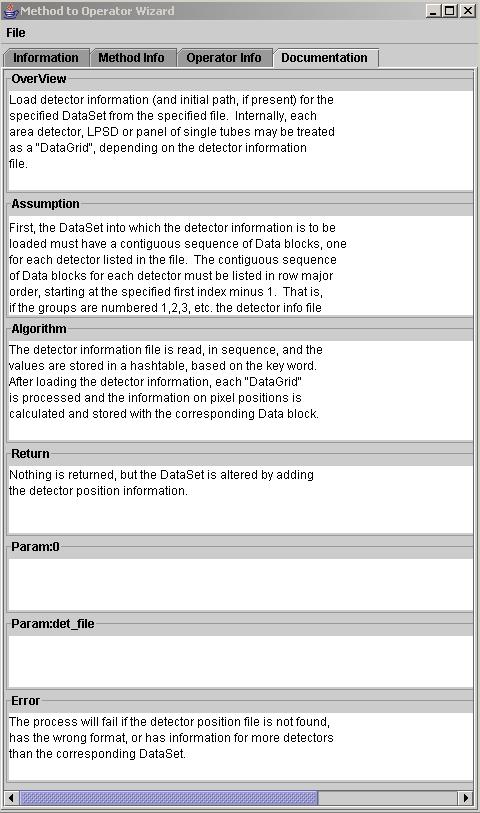 Method to Operator Wizard
File
Information Method Info Operator Info Documentation
OverView
Load detector information (and initial path, if present) for the
specified DataSet from the specified file. Internally, each
area detector, LPSD or panel of single tubes may be treated
as a "DataGrid", depending on the detector information
file.
Assumption
First, the DataSet into which the detector information is to be
loaded must have a contiguous sequence of Data blocks, one
for each detector listed in the file. The contiguous sequence
of Data blocks for each detector must be listed in row major
order, starting at the specified first index minus 1. That is,
if the groups are numbered 1,2,3, etc. the detector info file
Algorithm
The detector information file is read, in sequence, and the
values are stored in a hashtable, based on the key word.
After loading the detector information, each "DataGrid"
is processed and the information on pixel positions is
calculated and stored with the corresponding Data block.
Return
Nothing is returned, but the DataSet is altered by adding
the detector position information.
Param:0
Param:det_file
Error
The process will fail if the detector position file is not found,
has the wrong format, or has information for more detectors
than the corresponding DataSet.